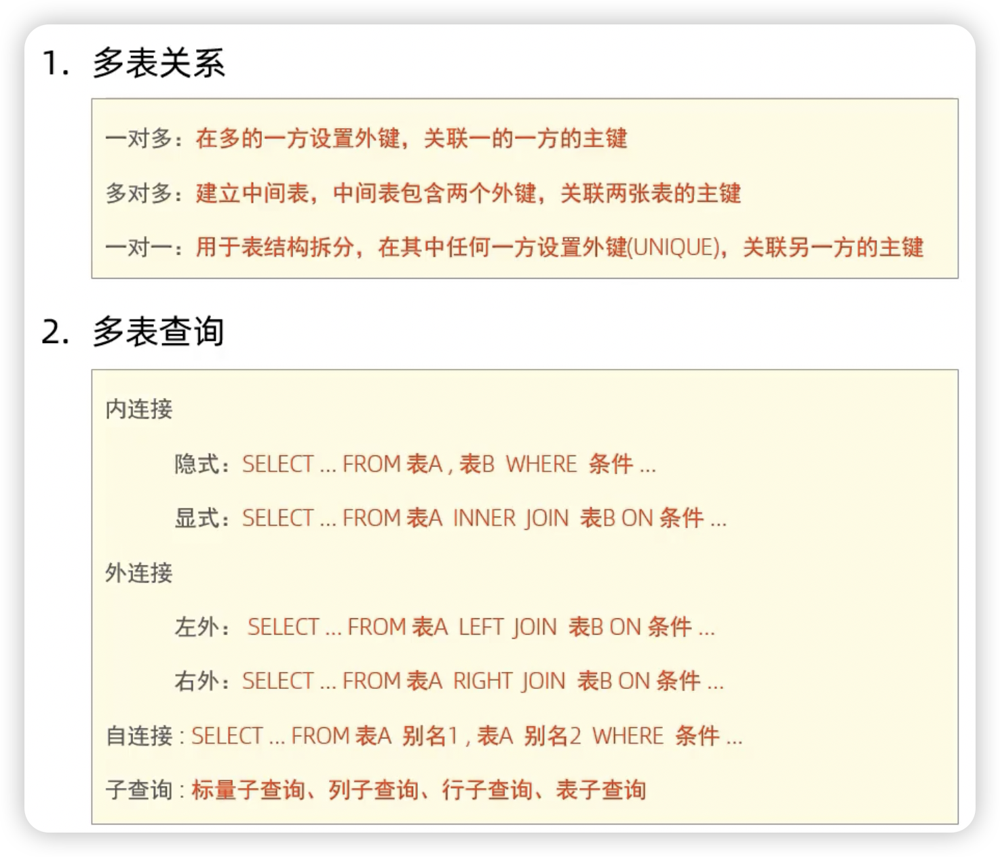 1. 多表关系
一对多：在多的一方设置外键，关联一的一方的主键
多对多：建立中间表，中间表包含两个外键，关联两张表的主键
一对一：用于表结构拆分，在其中任何一方设置外键(UNIQUE)，关联另一方的主键
2. 多表查询
内连接
隐式：SELECT ... FROM 表A , 表B WHERE 条件 ...
显式：SELECT ... FROM 表A INNER JOIN 表B ON 条件 ...
外连接
左外： SELECT ... FROM 表A LEFT JOIN 表B ON 条件 ...
右外：SELECT ... FROM 表A RIGHT JOIN 表B ON 条件 ...
自连接 : SELECT ... FROM 表A 别名1 , 表A 别名2 WHERE 条件 ...
子查询 : 标量子查询、列子查询、行子查询、表子查询